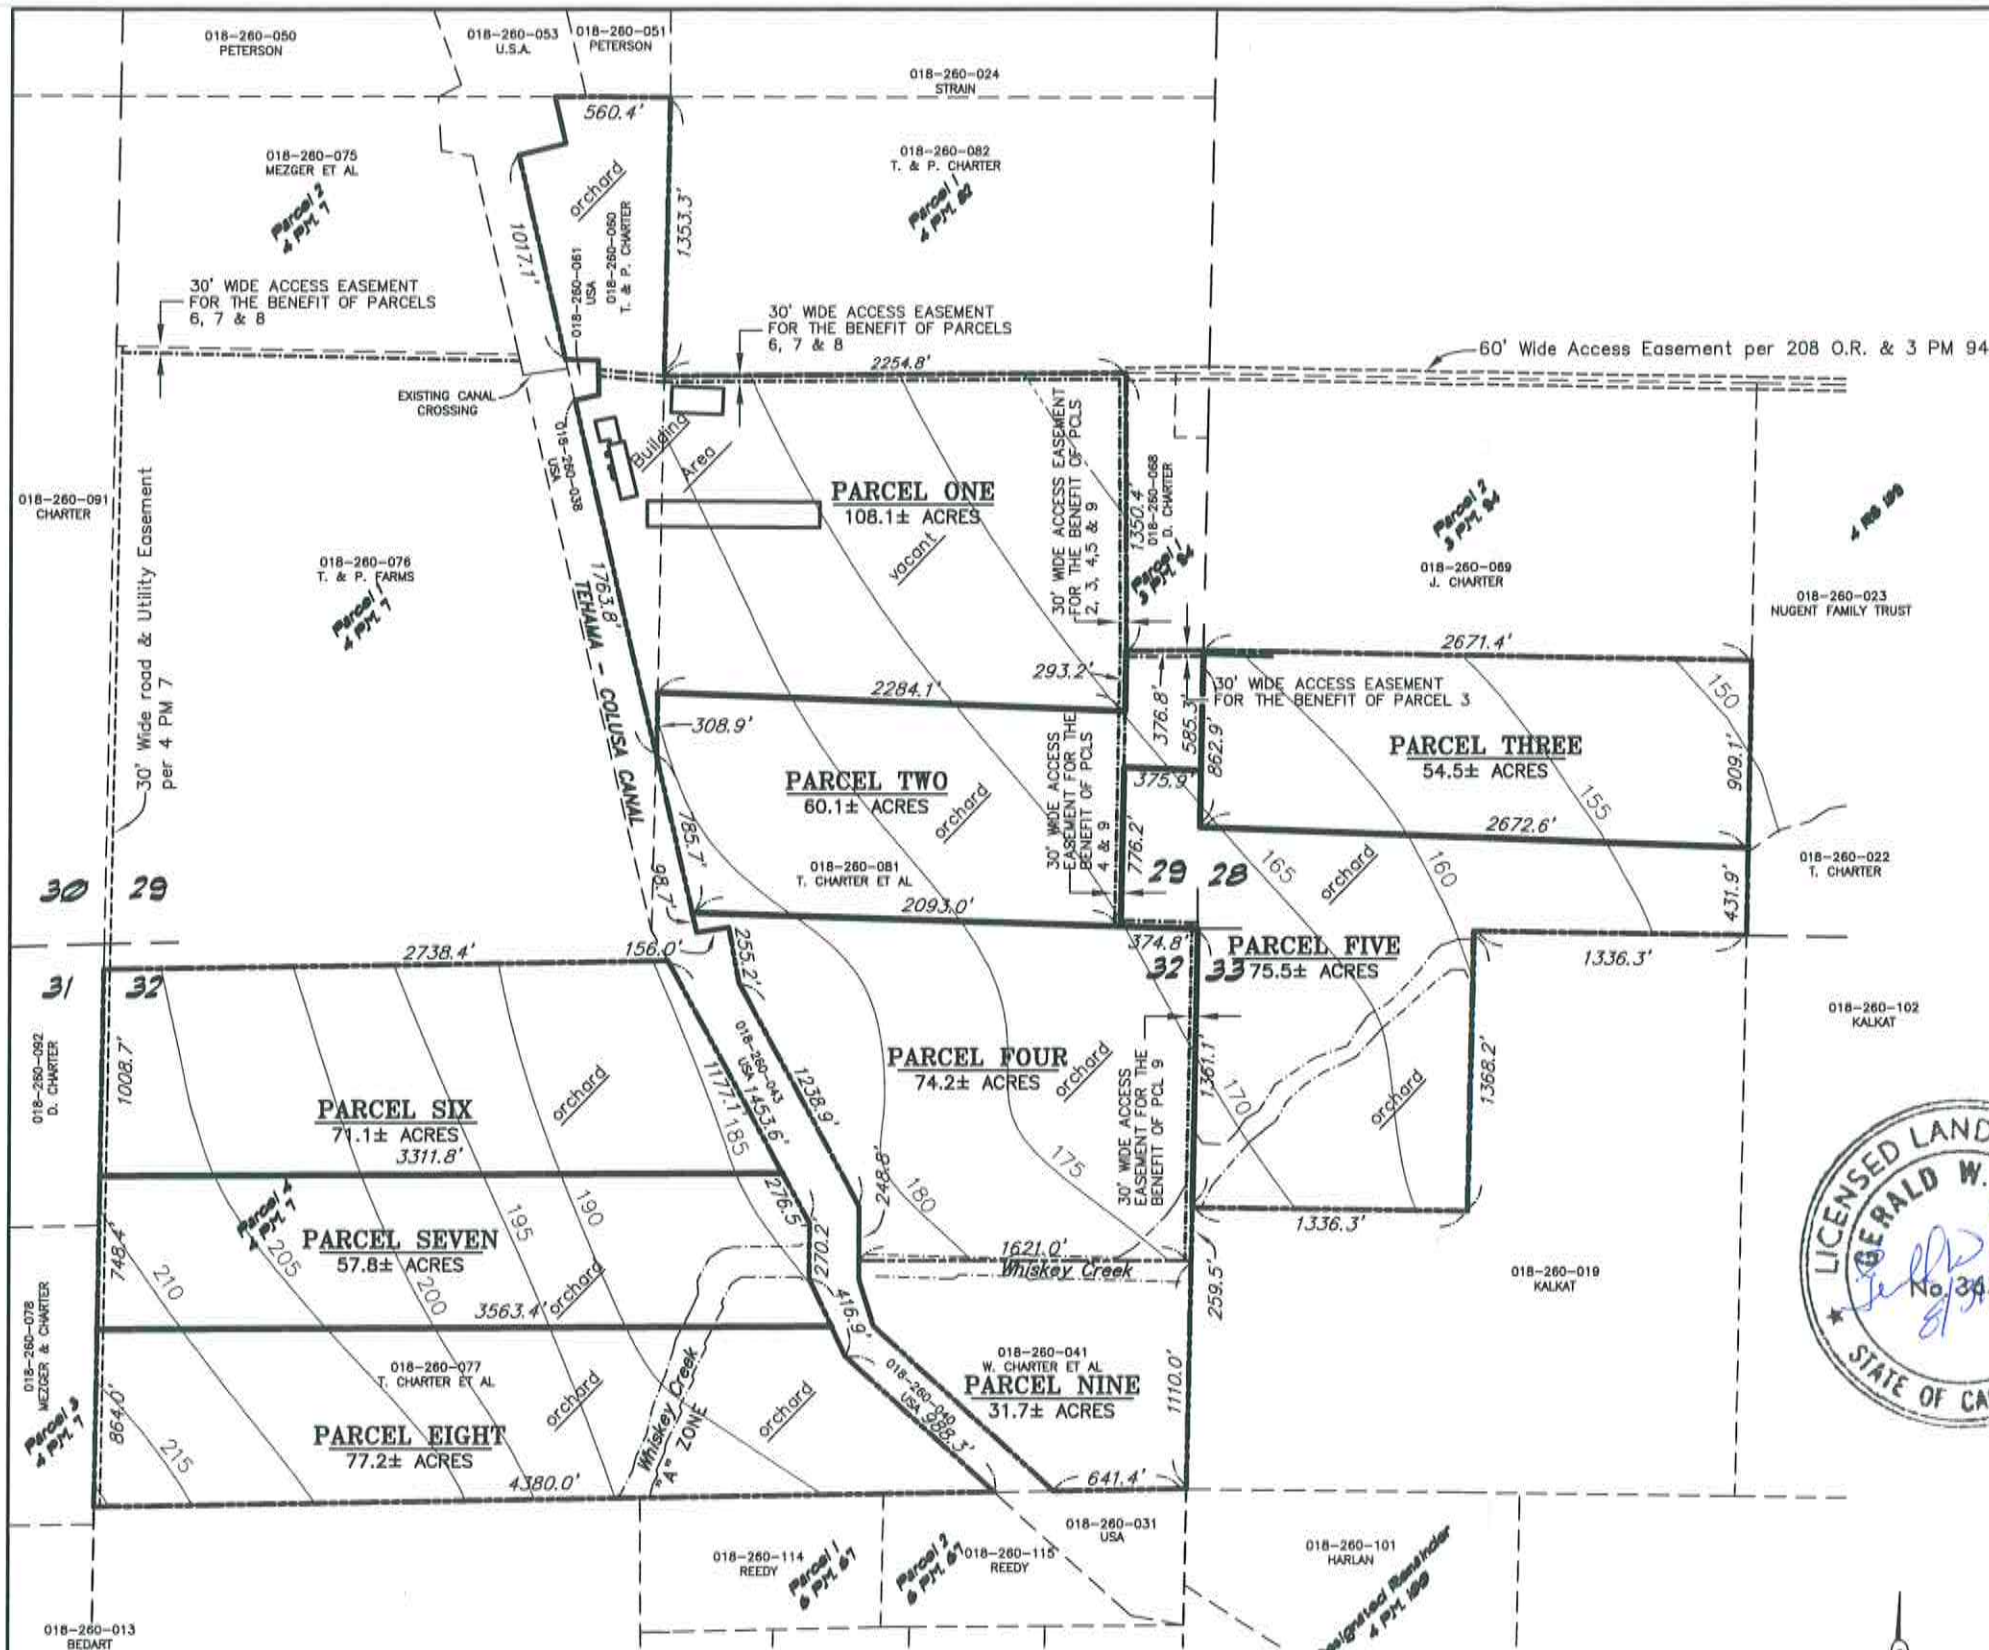 018-260-050
PETERSON
018-260-053
U.S.A.
018-260-051
PETERSON
018-260-024
STRAIN
560.4'
018-260-075
MEZGER ET AL
Parcel 2
4 PM. 7
018-260-082
T. & P. CHARTER
Parcel 1
4 PM. 82
orchard
1353.3'
1017.1'
018-260-061
USA
018-260-060
T. & P. CHARTER
30' WIDE ACCESS EASEMENT
FOR THE BENEFIT OF PARCELS
6, 7 & 8
30' WIDE ACCESS EASEMENT
FOR THE BENEFIT OF PARCELS
6, 7 & 8
2254.8'
60' Wide Access Easement per 208 O.R. & 3 PM 94
EXISTING CANAL
CROSSING
018-260-038
USA
Building
Area
PARCEL ONE
108.1± ACRES
vacant
30' WIDE ACCESS EASEMENT
FOR THE BENEFIT OF PCLS
2, 3, 4,5 & 9
1350.4'
018-260-068
D. CHARTER
Parcel 1
3 PM. 94
Parcel 2
3 PM. 94
018-260-069
J. CHARTER
4 RS 199
018-260-023
NUGENT FAMILY TRUST
018-260-091
CHARTER
30' Wide road & Utility Easement
per 4 PM 7
018-260-076
T. & P. FARMS
Parcel 1
4 PM. 7
1763.8'
TEHAMA - COLUSA CANAL
2671.4'
293.2'
2284.1'
308.9'
376.8'
585.3'
30' WIDE ACCESS EASEMENT
FOR THE BENEFIT OF PARCEL 3
862.9'
150
PARCEL THREE
54.5± ACRES
909.1'
155
PARCEL TWO
60.1± ACRES
orchard
30' WIDE ACCESS
EASEMENT FOR THE
BENEFIT OF PCLS
4 & 9
375.9'
776.2'
2672.6'
785.7'
98.7'
018-260-081
T. CHARTER ET AL
165
orchard
160
018-260-022
T. CHARTER
30 29
29 28
431.9'
2093.0'
2738.4'
156.0'
255.2'
374.8'
PARCEL FIVE
75.5± ACRES
1336.3'
31 32
32 33
018-260-102
KALKAT
018-260-092
D. CHARTER
1008.7'
018-260-043
USA
1453.6'
1238.9'
1177.1'
185
PARCEL FOUR
74.2± ACRES
orchard
30' WIDE ACCESS
EASEMENT FOR THE
BENEFIT OF PCL 9
1361.1'
170
orchard
1368.2'
PARCEL SIX
71.1± ACRES
orchard
3311.8'
175
180
248.6'
276.5'
270.2'
Parcel 4
4 PM. 7
190
195
PARCEL SEVEN
57.8± ACRES
748.4'
205
210
200
orchard
3563.4'
1621.0'
Whiskey Creek
1336.3'
259.5'
018-260-019
KALKAT
018-260-078
MEZGER & CHARTER
Parcel 3
4 PM. 7
416.9'
018-260-077
T. CHARTER ET AL
864.0'
215
PARCEL EIGHT
77.2± ACRES
orchard
orchard
Whiskey Creek
"A" ZONE
018-260-041
W. CHARTER ET AL
PARCEL NINE
31.7± ACRES
018-260-040
USA
988.3'
1110.0'
641.4'
4380.0'
LICENSED LAND
GERALD W.
No. 36
STATE OF CA
018-260-114
REEDY
Parcel 1
6 PM. 67
Parcel 2
6 PM. 67
018-260-115
REEDY
018-260-031
USA
018-260-101
HARLAN
esignated Remainder
4 PM. 199
018-260-013
BEDART